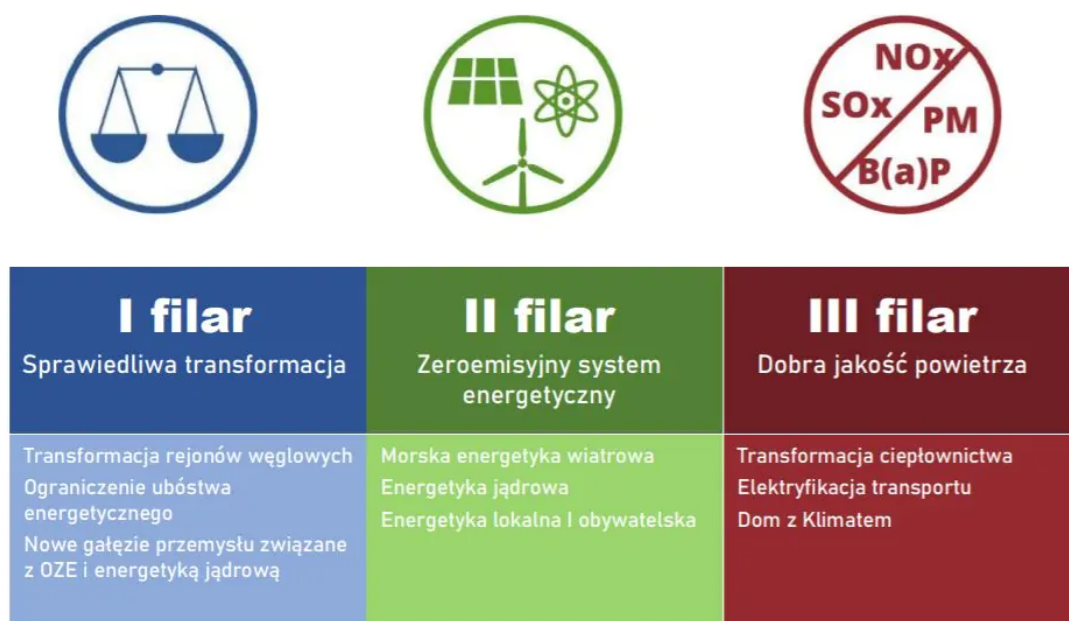 NOx
SOx
PM
B(a)P
I filar
Sprawiedliwa transformacja
II filar
Zeroemisyjny system
energetyczny
III filar
Dobra jakość powietrza
Transformacja rejonów węglowych
Ograniczenie ubóstwa
energetycznego
Nowe gałęzie przemysłu związane
z OZE i energetyką jądrową
Morska energetyka wiatrowa
Energetyka jądrowa
Energetyka lokalna I obywatelska
Transformacja ciepłownictwa
Elektryfikacja transportu
Dom z Klimatem